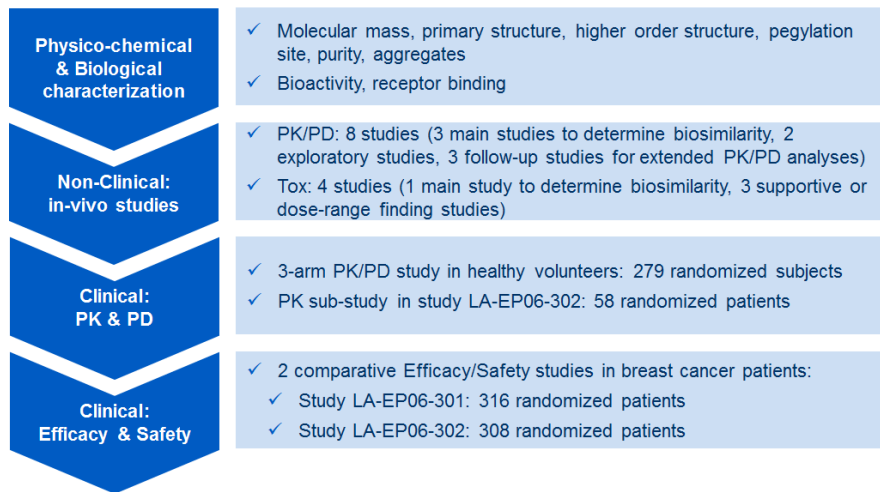 Physico-chemical
& Biological
characterization
✓ Molecular mass, primary structure, higher order structure, pegylation
site, purity, aggregates
✓ Bioactivity, receptor binding
Non-Clinical:
in-vivo studies
✓ PK/PD: 8 studies (3 main studies to determine biosimilarity, 2
exploratory studies, 3 follow-up studies for extended PK/PD analyses)
✓ Tox: 4 studies (1 main study to determine biosimilarity, 3 supportive or
dose-range finding studies)
Clinical:
PK & PD
✓ 3-arm PK/PD study in healthy volunteers: 279 randomized subjects
✓ PK sub-study in study LA-EP06-302: 58 randomized patients
Clinical:
Efficacy & Safety
✓ 2 comparative Efficacy/Safety studies in breast cancer patients:
✓ Study LA-EP06-301: 316 randomized patients
✓ Study LA-EP06-302: 308 randomized patients